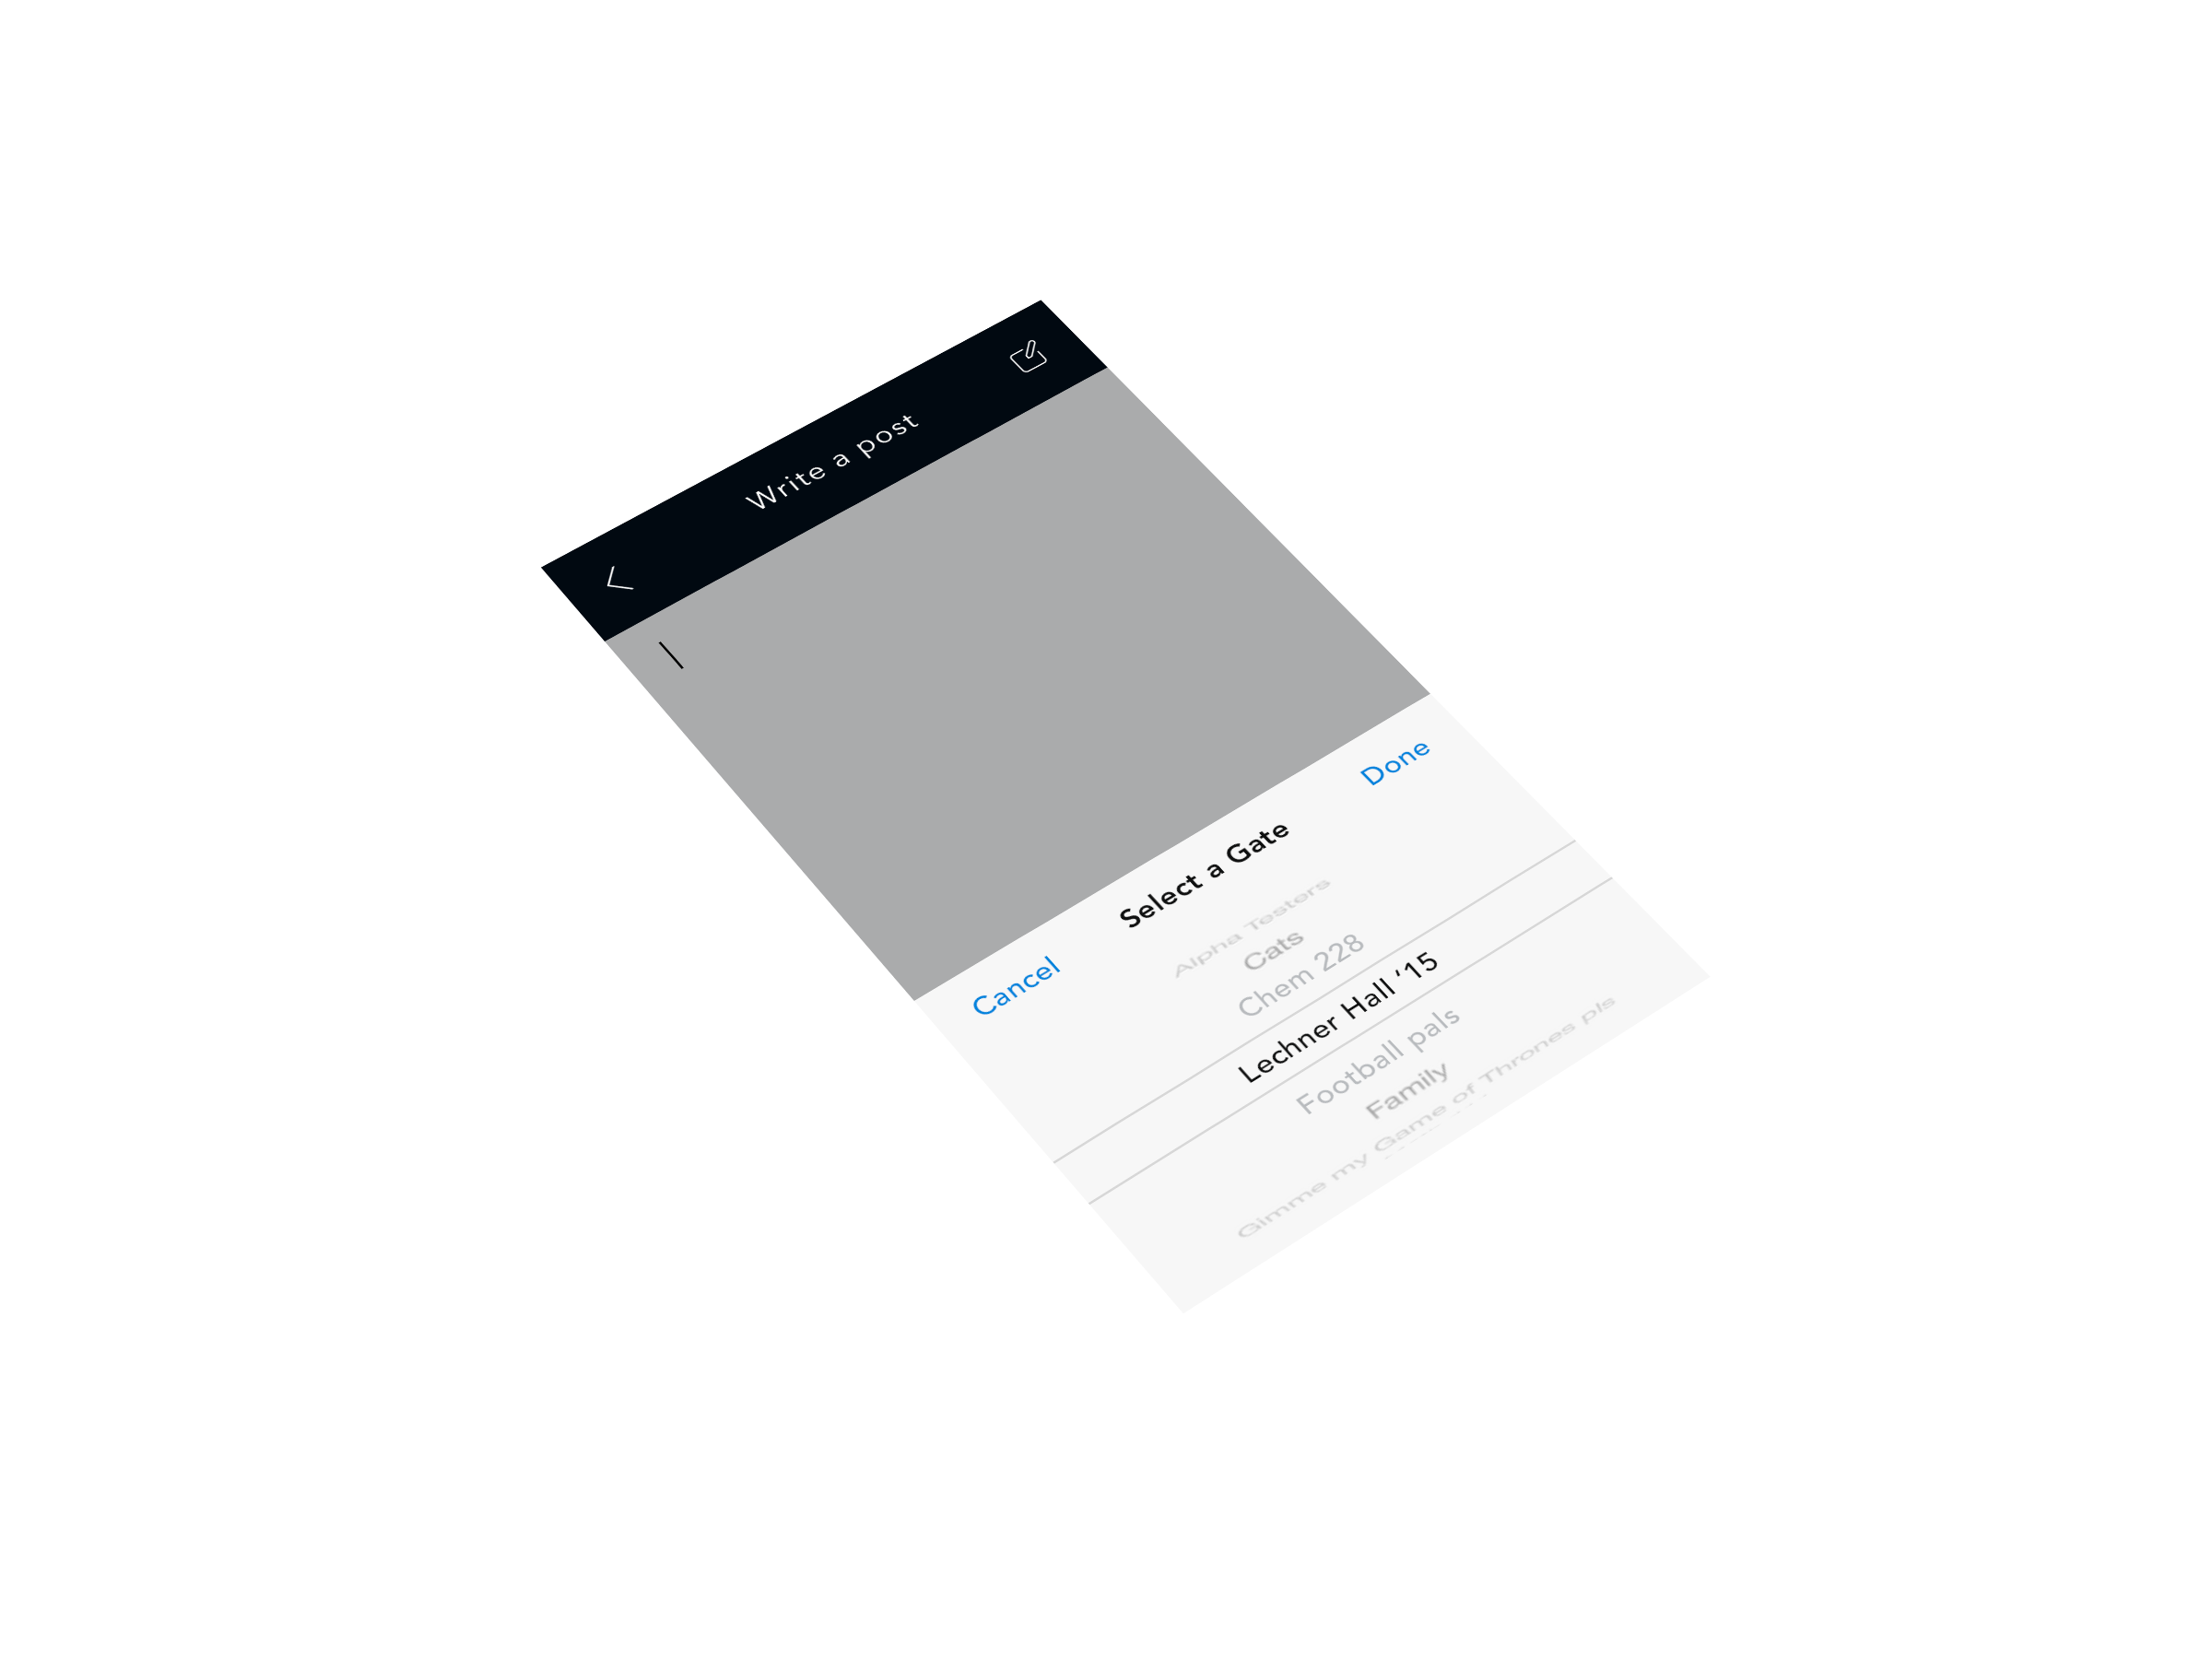 Write a post
Cancel
Select a Gate
Done
Alpha Testers
Cats
Chem 228
Lechner Hall ‘15
Football pals
Family
Gimme my Game of Thrones pls